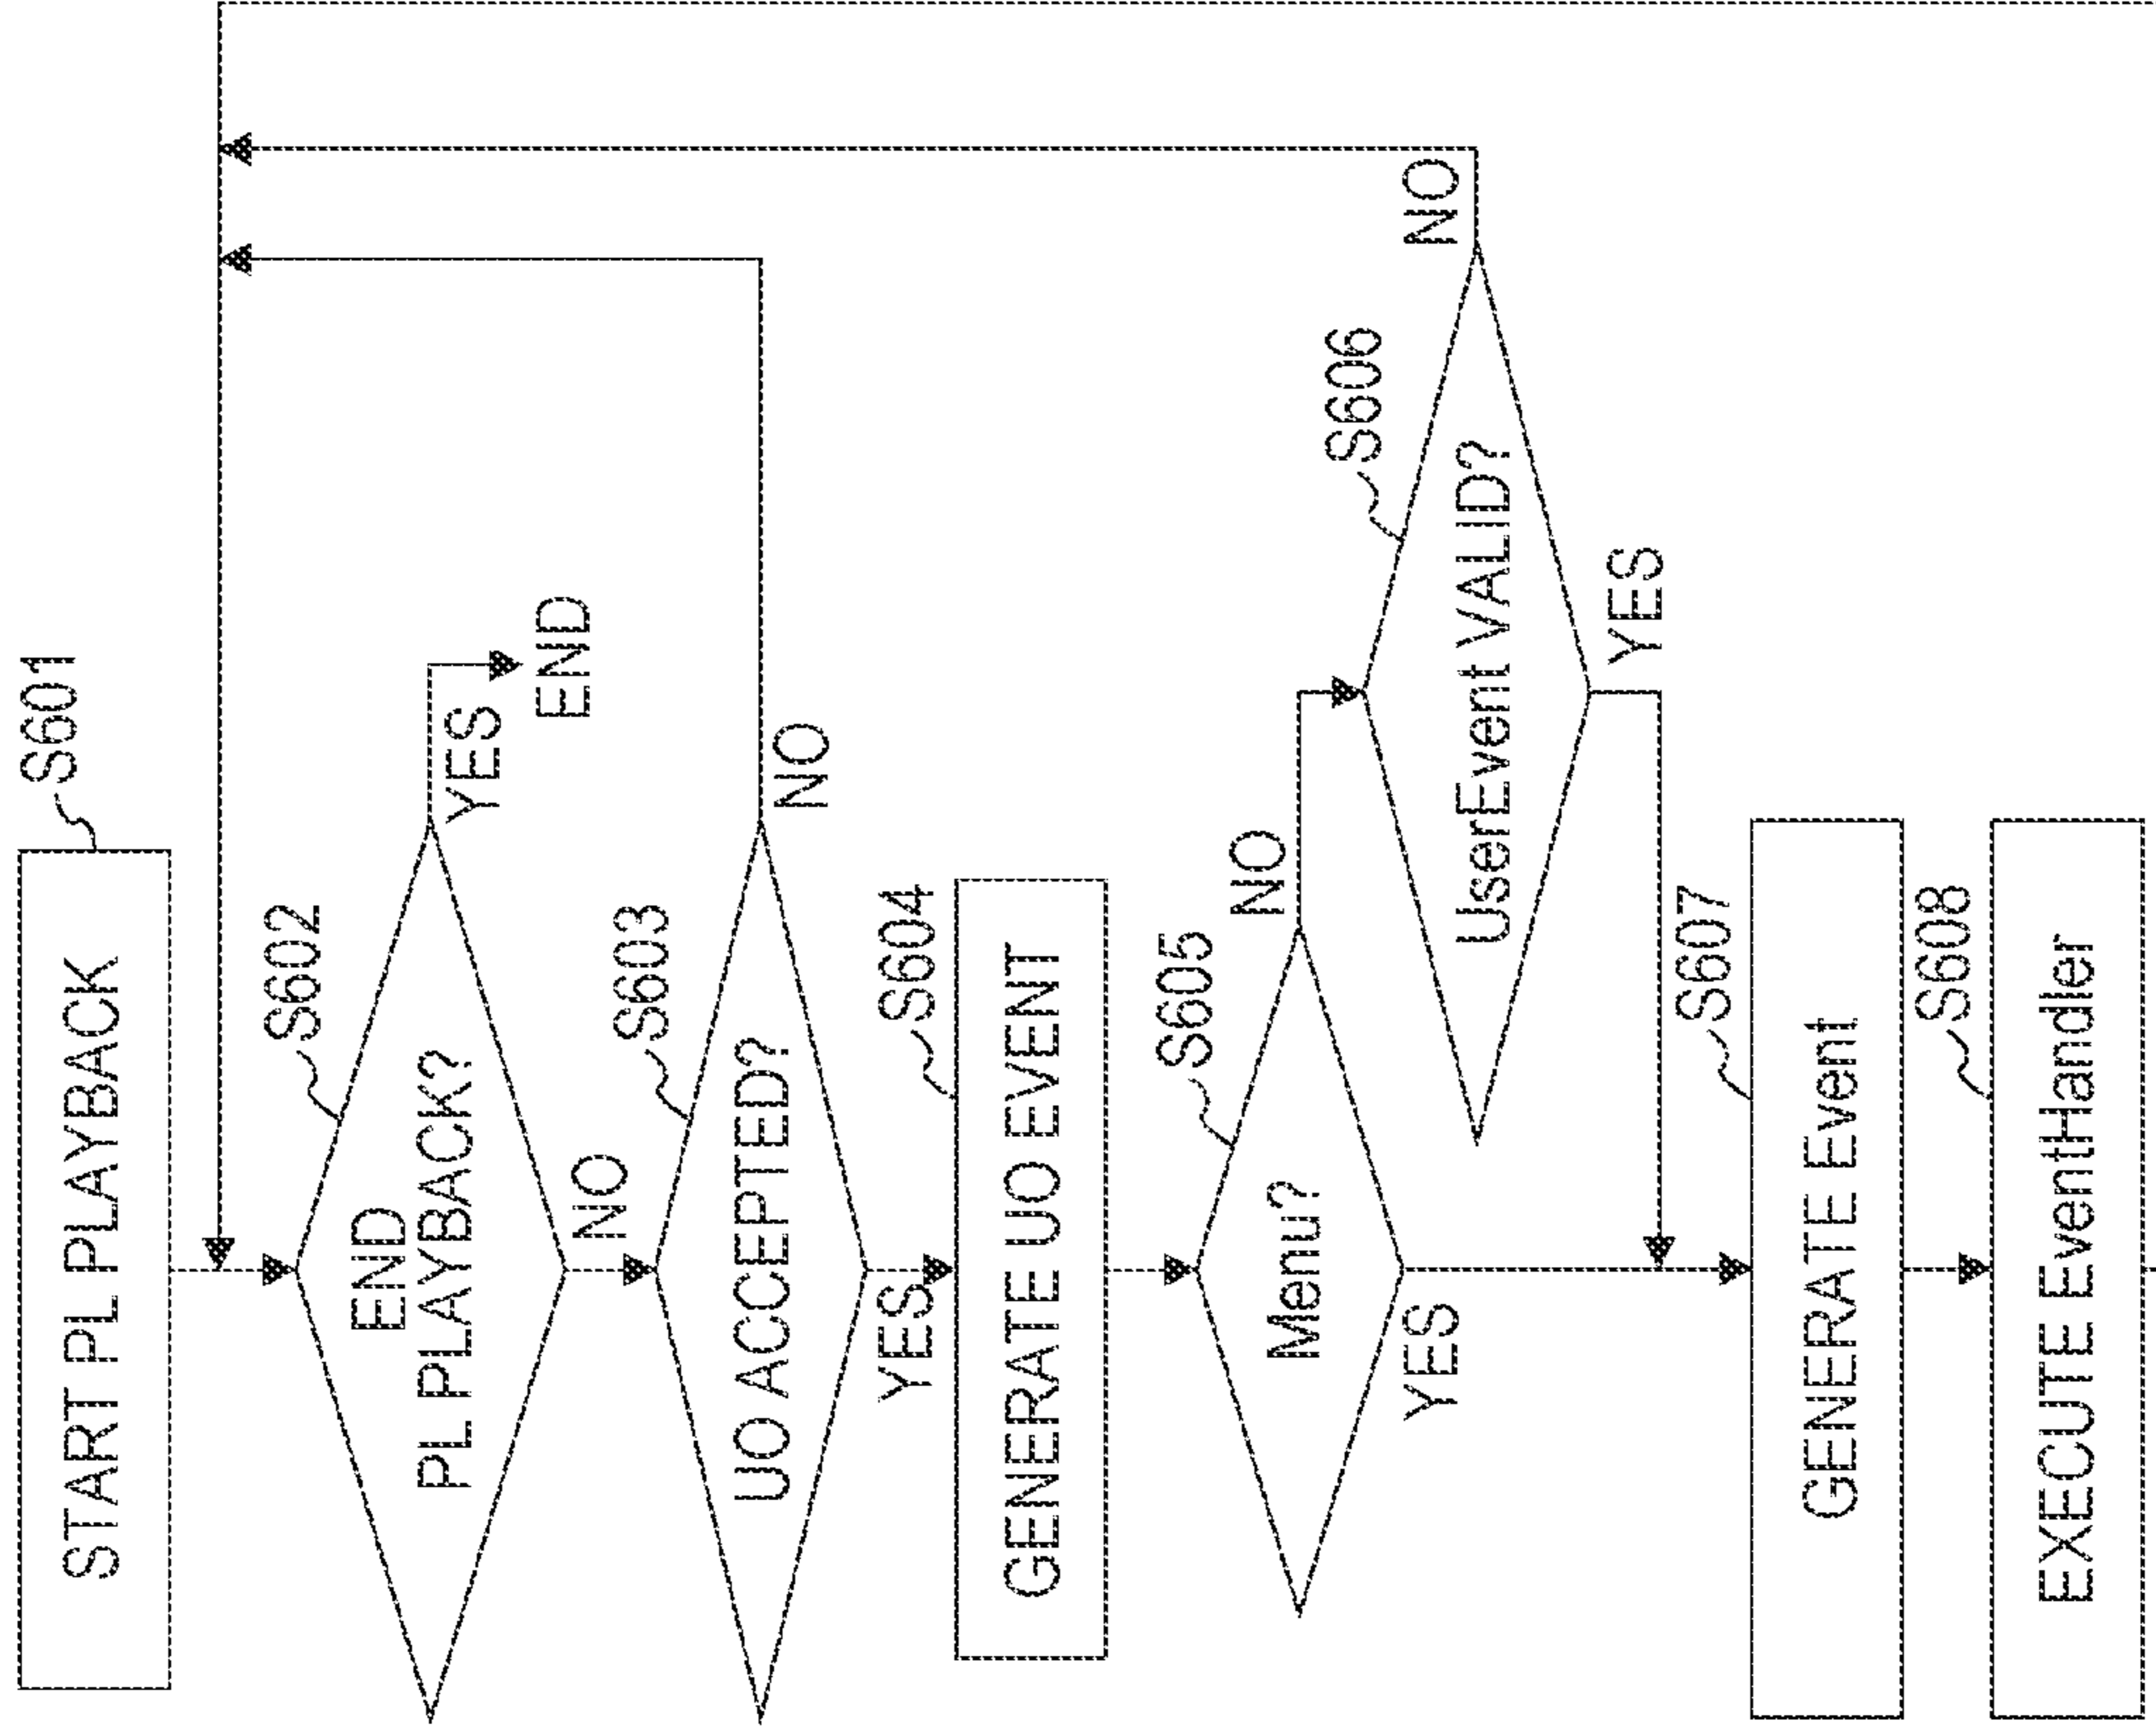 START PL PLAYBACK
S601
S602
END
PL PLAYBACK?
YES
END
NO
S603
UO ACCEPTED?
NO
YES
S604
GENERATE UO EVENT
S605
Menu?
NO
YES
S606
UserEvent VALID?
NO
YES
S607
GENERATE Event
S608
EXECUTE EventHandler